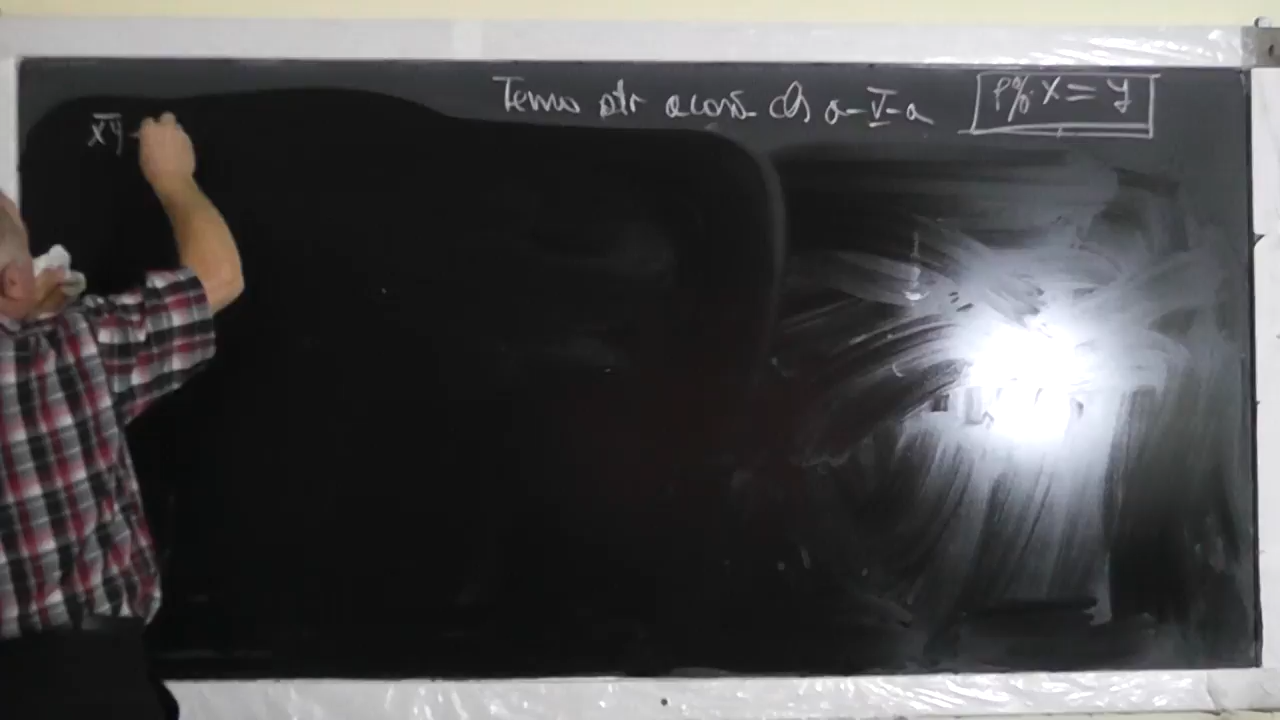 Tema ptr acasă cls a-V-a P% X = Y
x̅y̅ -